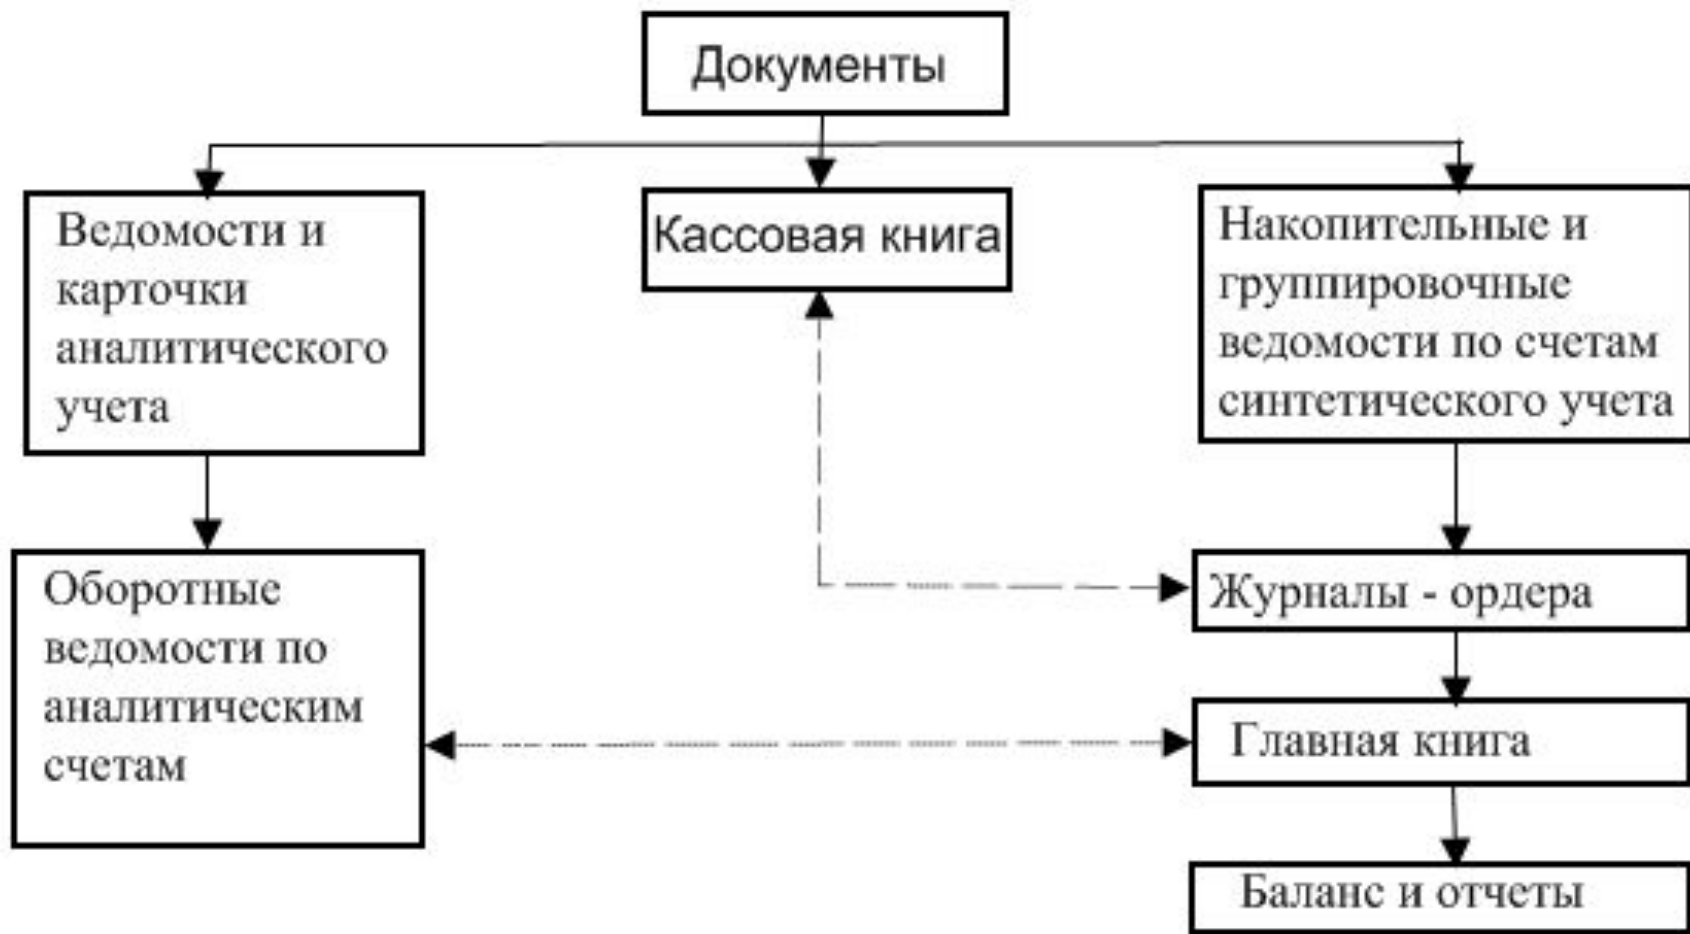 Документы
Ведомости и
карточки
аналитического
учета
Кассовая книга
Накопительные и
группировочные
ведомости по счетам
синтетического учета
Оборотные
ведомости по
аналитическим
счетам
Журналы - ордера
Главная книга
Баланс и отчеты